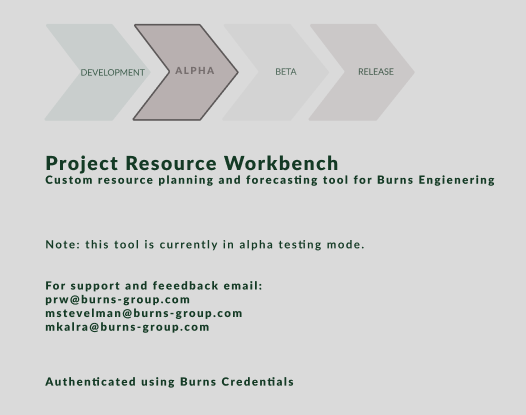 DEVELOPMENT
ALPHA
BETA
RELEASE
Project Resource Workbench
Custom resource planning and forecasting tool for Burns Engienering
Note: this tool is currently in alpha testing mode.
For support and feeedback email:
prw@burns-group.com
mstevelman@burns-group.com
mkalra@burns-group.com
Authenticated using Burns Credentials